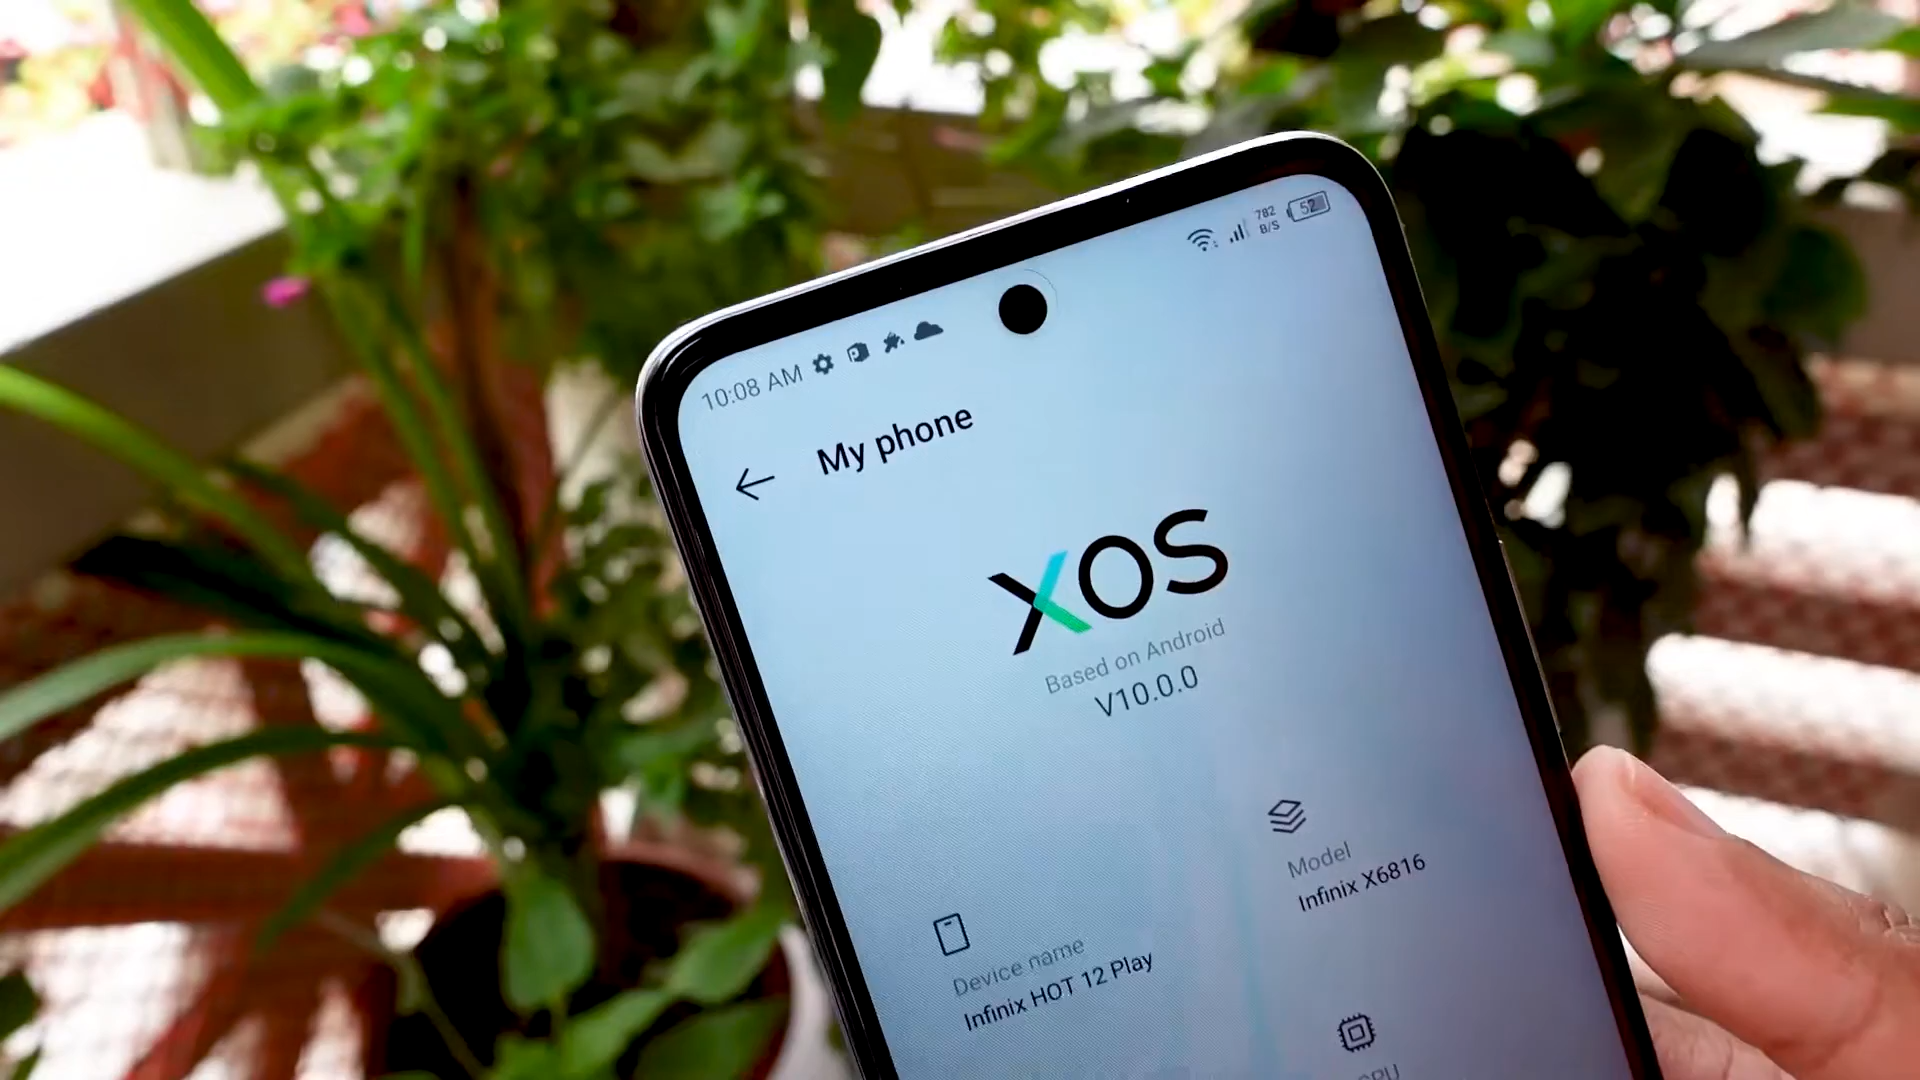 10:08 AM
782
B/S
52
My phone
XOS
Based on Android
V10.0.0
Model
Infinix X6816
Device name
Infinix HOT 12 Play
CPU